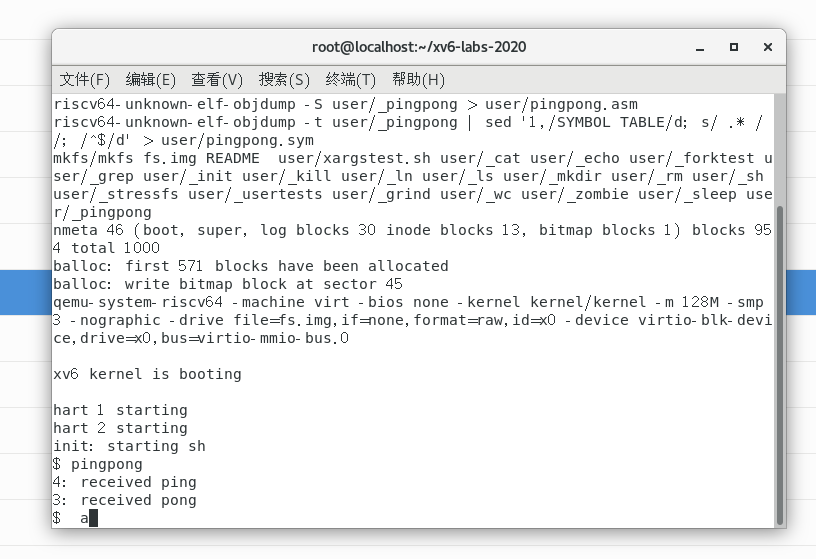 root@localhost:~/xv6-labs-2020
文件(F) 编辑(E) 查看(V) 搜索(S) 终端(T) 帮助(H)
riscv64-unknown-elf-objdump -S user/_pingpong > user/pingpong.asm
riscv64-unknown-elf-objdump -t user/_pingpong | sed '1,/SYMBOL TABLE/d; s/ .* /
/; /^$/d' > user/pingpong.sym
mkfs/mkfs fs.img README  user/xargstest.sh user/_cat user/_echo user/_forktest u
ser/_grep user/_init user/_kill user/_ln user/_ls user/_mkdir user/_rm user/_sh
user/_stressfs user/_usertests user/_grind user/_wc user/_zombie user/_sleep use
r/_pingpong
nmeta 46 (boot, super, log blocks 30 inode blocks 13, bitmap blocks 1) blocks 95
4 total 1000
balloc: first 571 blocks have been allocated
balloc: write bitmap block at sector 45
qemu-system-riscv64 -machine virt -bios none -kernel kernel/kernel -m 128M -smp
3 -nographic -drive file=fs.img,if=none,format=raw,id=x0 -device virtio-blk-devi
ce,drive=x0,bus=virtio-mmio-bus.0
xv6 kernel is booting
hart 1 starting
hart 2 starting
init: starting sh
$ pingpong
4: received ping
3: received pong
$  a